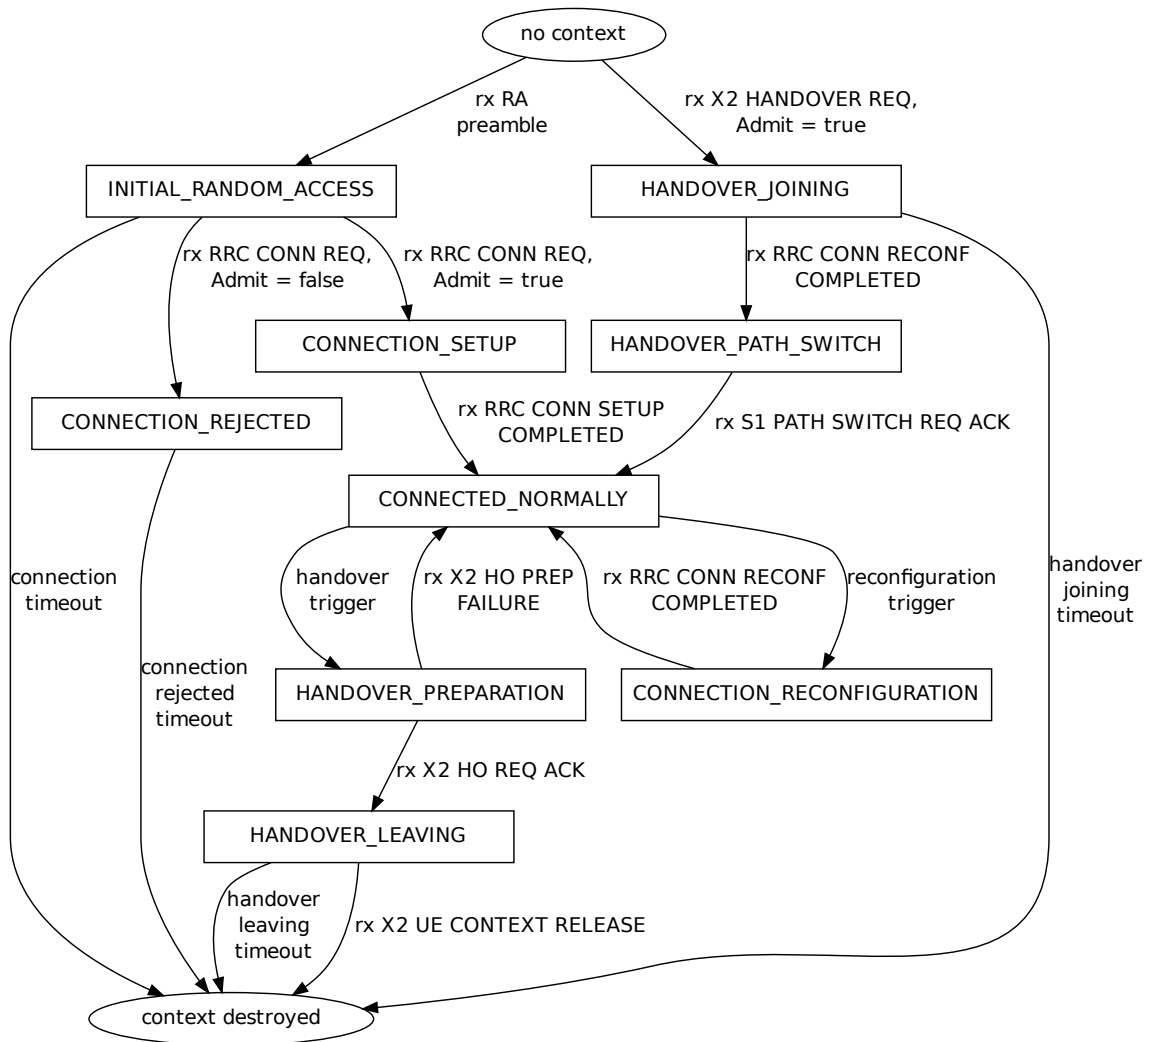 no context
rx RA
preamble
rx X2 HANDOVER REQ,
Admit = true
INITIAL_RANDOM_ACCESS
HANDOVER_JOINING
rx RRC CONN REQ,
Admit = false
rx RRC CONN REQ,
Admit = true
rx RRC CONN RECONF
COMPLETED
CONNECTION_SETUP
HANDOVER_PATH_SWITCH
CONNECTION_REJECTED
rx RRC CONN SETUP
COMPLETED
rx S1 PATH SWITCH REQ ACK
CONNECTED_NORMALLY
connection
timeout
handover
trigger
rx X2 HO PREP
FAILURE
rx RRC CONN RECONF
COMPLETED
reconfiguration
trigger
handover
joining
timeout
connection
rejected
timeout
HANDOVER_PREPARATION
CONNECTION_RECONFIGURATION
rx X2 HO REQ ACK
HANDOVER_LEAVING
handover
leaving
timeout
rx X2 UE CONTEXT RELEASE
context destroyed